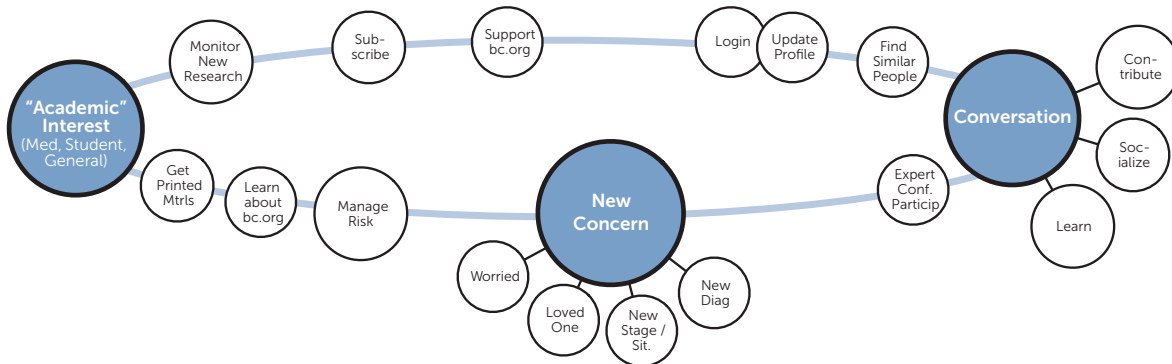 Monitor
New
Research
Sub-
scribe
Support
bc.org
Login
Update
Profile
Find
Similar
People
Con-
tribute
“Academic”
Interest
(Med, Student,
General)
Conversation
Soc-
ialize
Get
Printed
Mtrls
Learn
about
bc.org
Manage
Risk
New
Concern
Expert
Conf.
Particip
Learn
Worried
Loved
One
New
Stage /
Sit.
New
Diag